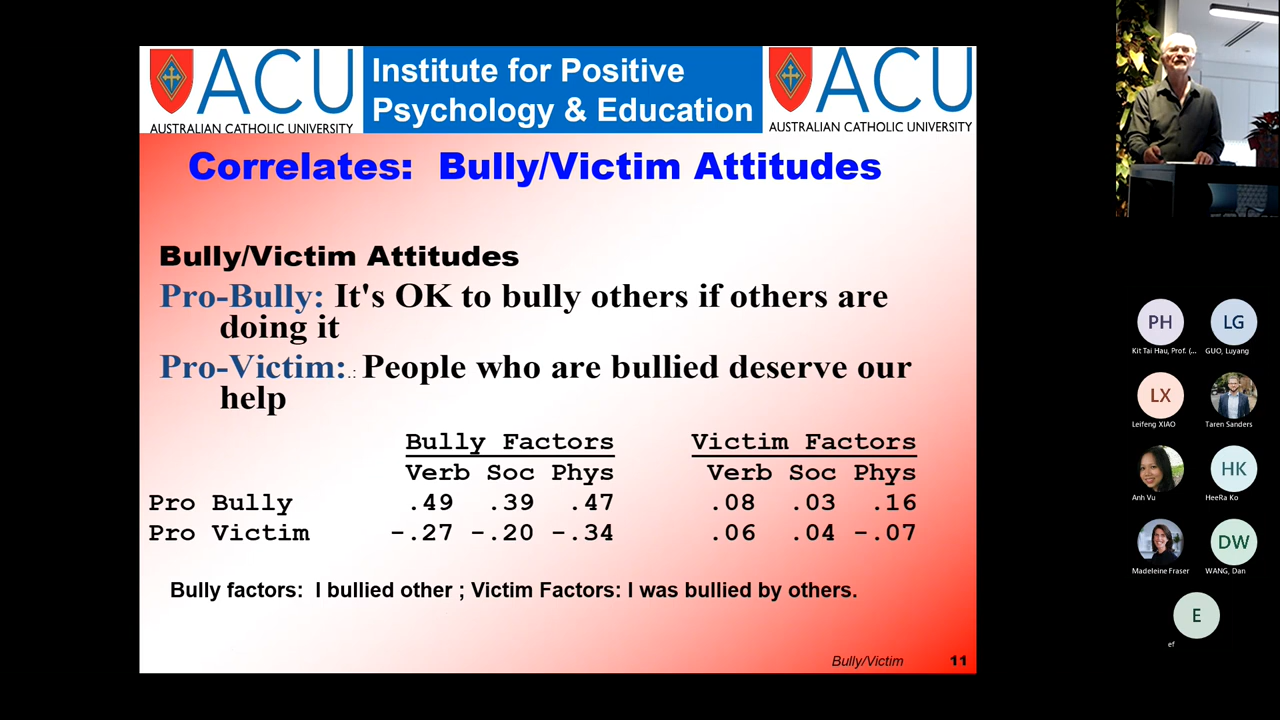 ACU
AUSTRALIAN CATHOLIC UNIVERSITY
Institute for Positive
Psychology & Education
ACU
AUSTRALIAN CATHOLIC UNIVERSITY
Correlates: Bully/Victim Attitudes
Bully/Victim Attitudes
Pro-Bully: It's OK to bully others if others are
doing it
Pro-Victim:.: People who are bullied deserve our
help
Bully Factors Victim Factors
Verb Soc Phys Verb Soc Phys
Pro Bully .49 .39 .47 .08 .03 .16
Pro Victim -.27 -.20 -.34 .06 .04 -.07
Bully factors: I bullied other ; Victim Factors: I was bullied by others.
Bully/Victim 11
PH LG
Kit Tai Hau, Prof. (... GUO, Luyang
LX
Leifeng XIAO Taren Sanders
HK
Anh Vu HeeRa Ko
DW
Madeleine Fraser WANG, Dan
E
ef